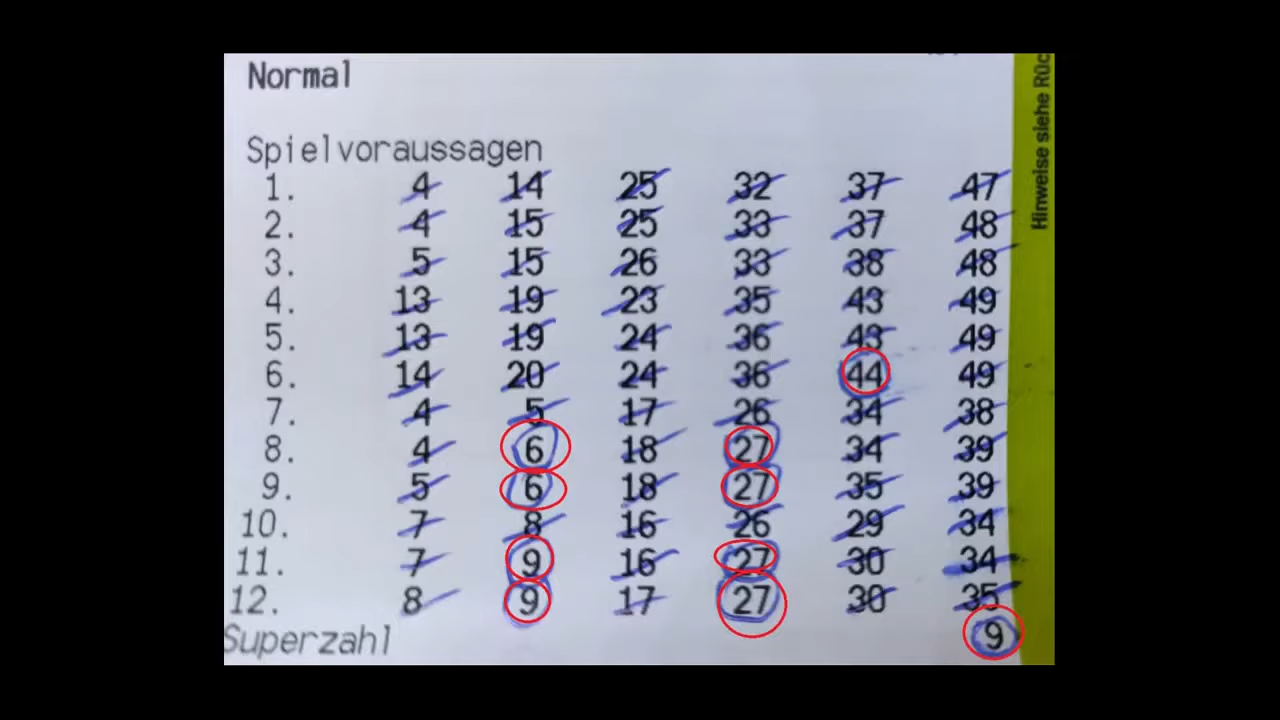 Normal
Spielvoraussagen
1. 4 14 25 32 37 47
2. 4 15 25 33 37 48
3. 5 15 26 33 38 48
4. 13 19 23 35 43 49
5. 13 19 24 36 43 49
6. 14 20 24 36 44 49
7. 4 5 17 26 34 38
8. 4 6 18 27 34 39
9. 5 6 18 27 35 39
10. 7 8 16 26 29 34
11. 7 9 16 27 30 34
12. 8 9 17 27 30 35
Superzahl 9
Hinweise siehe Rüc